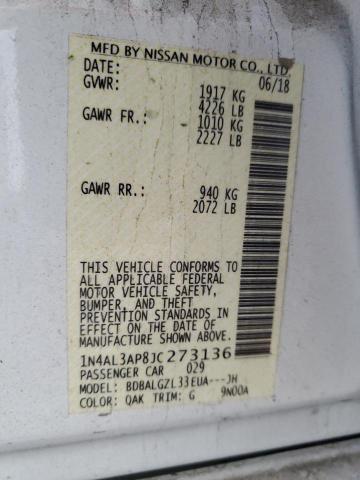 MFD BY NISSAN MOTOR CO., LTD.
DATE: 06/18
GVWR: 1917 KG
4226 LB
GAWR FR.: 1010 KG
2227 LB
GAWR RR.: 940 KG
2072 LB
THIS VEHICLE CONFORMS TO
ALL APPLICABLE FEDERAL
MOTOR VEHICLE SAFETY,
BUMPER, AND THEFT
PREVENTION STANDARDS
IN EFFECT ON THE DATE OF
MANUFACTURE SHOWN ABOVE.
1N4AL3AP8JC273136
PASSENGER CAR 029
MODEL: BDBALGZL33EUA---JH
COLOR: QAK TRIM: G 9N00A